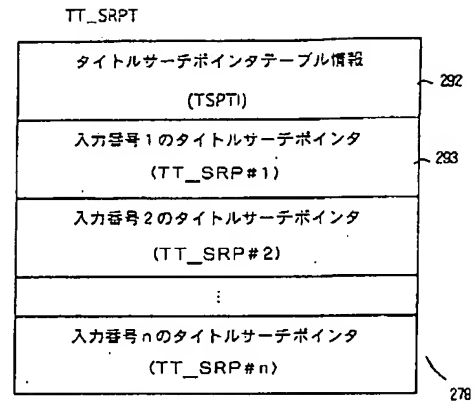 TT_SRPT
タイトルサーチポインタテーブル情報
(TSPTI)
292
入力番号1のタイトルサーチポインタ
(TT_SRP#1)
293
入力番号2のタイトルサーチポインタ
(TT_SRP#2)
⋮
入力番号nのタイトルサーチポインタ
(TT_SRP#n)
278